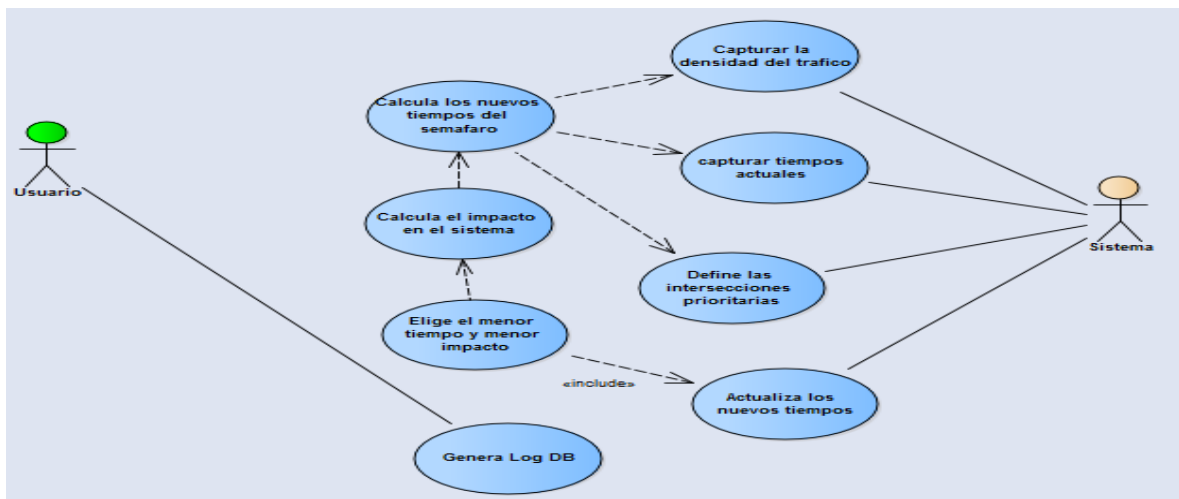 Capturar la
densidad del trafico
Calcula los nuevos
tiempos del
semafaro
capturar tiempos
actuales
Usuario
Calcula el impacto
en el sistema
Sistema
Define las
intersecciones
prioritarias
Elige el menor
tiempo y menor
impacto
«include»
Actualiza los
nuevos tiempos
Genera Log DB